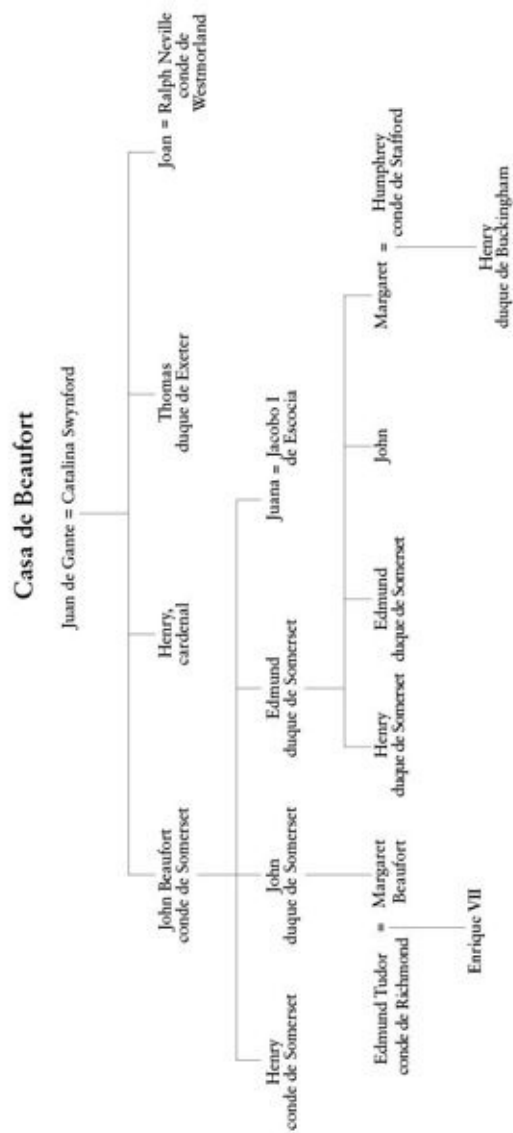 Casa de Beaufort
Juan de Gante = Catalina Swynford
John Beaufort
conde de Somerset
Henry,
cardenal
Thomas
duque de Exeter
Joan = Ralph Neville
conde de
Westmorland
Henry
conde de Somerset
John
duque de Somerset
Edmund
duque de Somerset
Juana = Jacobo I
de Escocia
Edmund Tudor
conde de Richmond
=
Margaret
Beaufort
Henry
duque de Somerset
Edmund
duque de Somerset
John
Margaret = Humphrey
conde de Stafford
Enrique VII
Henry
duque de Buckingham